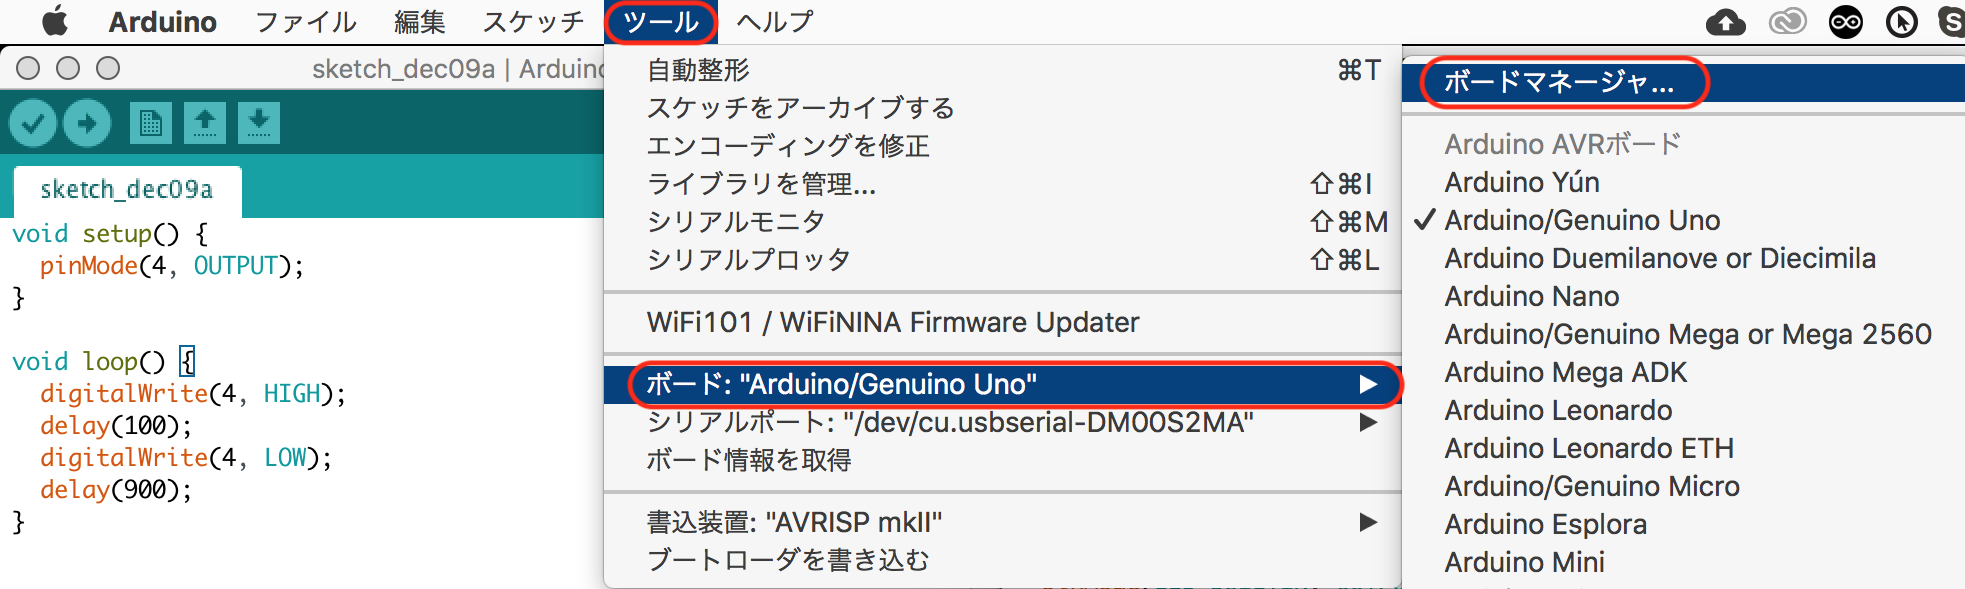 Arduino ファイル 編集 スケッチ ツール ヘルプ
sketch_dec09a | Arduino
sketch_dec09a
void setup() {
  pinMode(4, OUTPUT);
}
void loop() {
  digitalWrite(4, HIGH);
  delay(100);
  digitalWrite(4, LOW);
  delay(900);
}
自動整形 ⌘T
スケッチをアーカイブする
エンコーディングを修正
ライブラリを管理... ⇧⌘I
シリアルモニタ ⇧⌘M
シリアルプロッタ ⇧⌘L
WiFi101 / WiFiNINA Firmware Updater
ボード: "Arduino/Genuino Uno" ▶
シリアルポート: "/dev/cu.usbserial-DM00S2MA" ▶
ボード情報を取得
書込装置: "AVRISP mkII" ▶
ブートローダを書き込む
ボードマネージャ...
Arduino AVRボード
Arduino Yún
✓ Arduino/Genuino Uno
Arduino Duemilanove or Diecimila
Arduino Nano
Arduino/Genuino Mega or Mega 2560
Arduino Mega ADK
Arduino Leonardo
Arduino Leonardo ETH
Arduino/Genuino Micro
Arduino Esplora
Arduino Mini